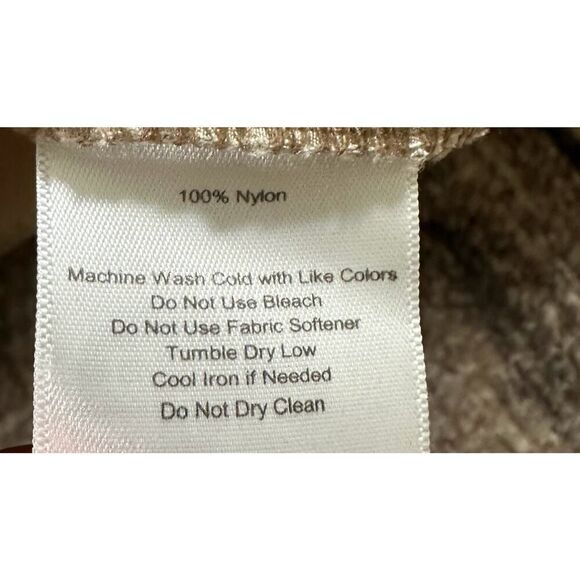 100% Nylon
Machine Wash Cold with Like Colors
Do Not Use Bleach
Do Not Use Fabric Softener
Tumble Dry Low
Cool Iron if Needed
Do Not Dry Clean